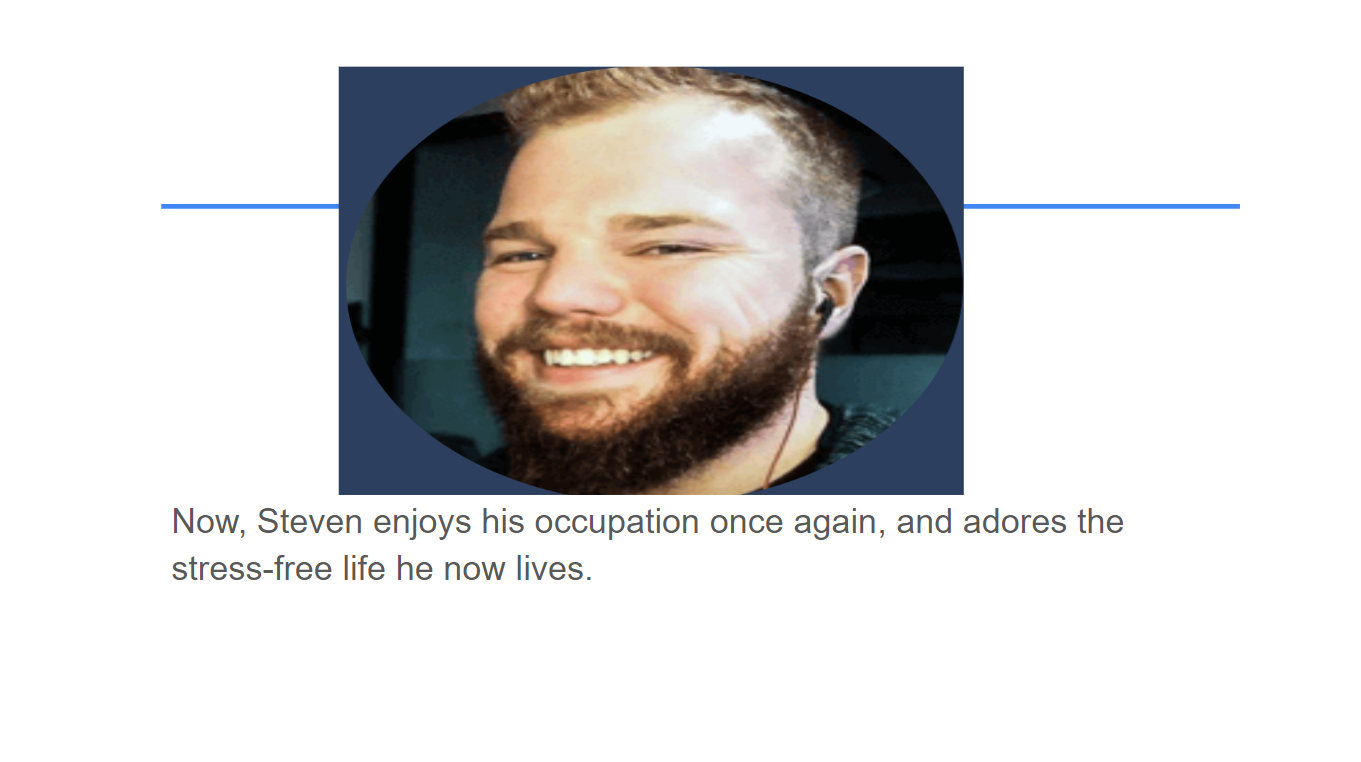 Now, Steven enjoys his occupation once again, and adores the
stress-free life he now lives.